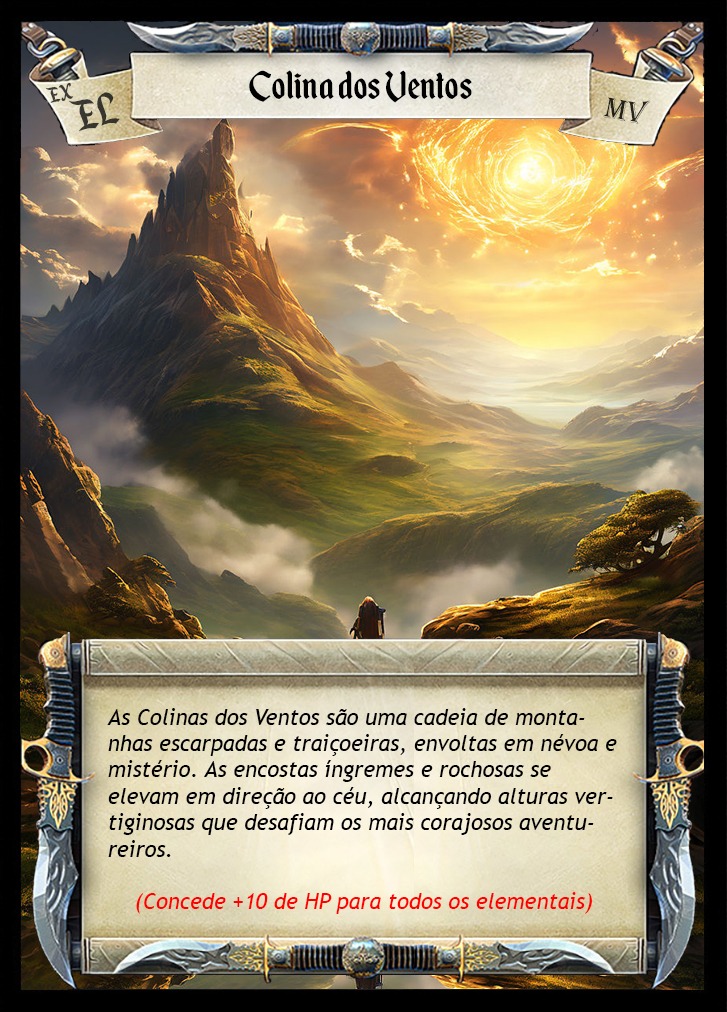 Colina dos Ventos
EX
EL
MV
As Colinas dos Ventos são uma cadeia de monta-
nhas escarpadas e traiçoeiras, envoltas em névoa e
mistério. As encostas íngremes e rochosas se
elevam em direção ao céu, alcançando alturas ver-
tiginosas que desafiam os mais corajosos aventu-
reiros.
(Concede +10 de HP para todos os elementais)